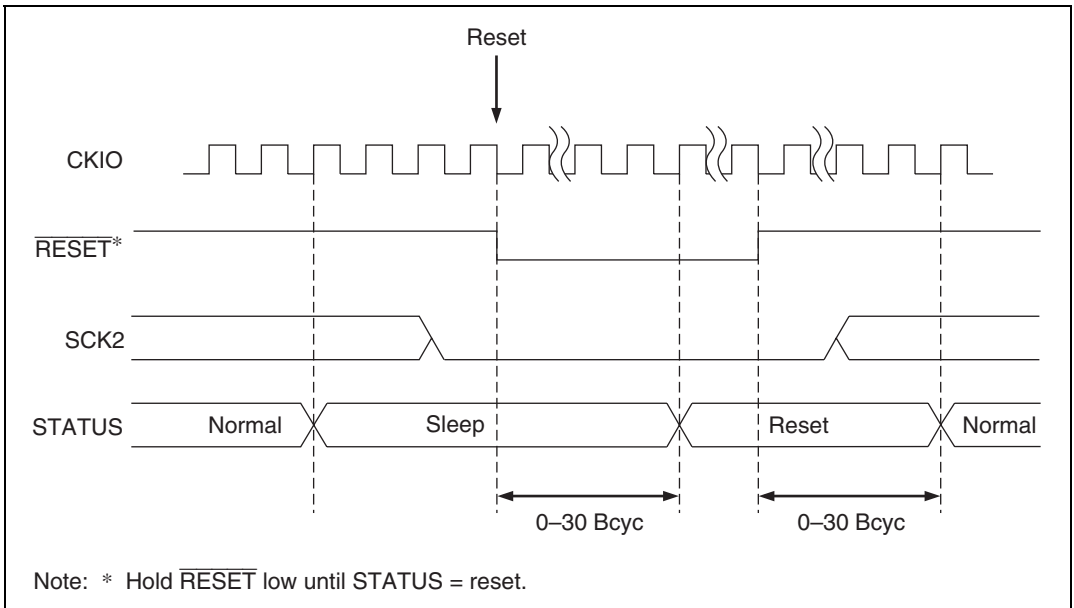 Reset
CKIO
RESET*
SCK2
STATUS Normal Sleep Reset Normal
0–30 Bcyc 0–30 Bcyc
Note: * Hold RESET low until STATUS = reset.